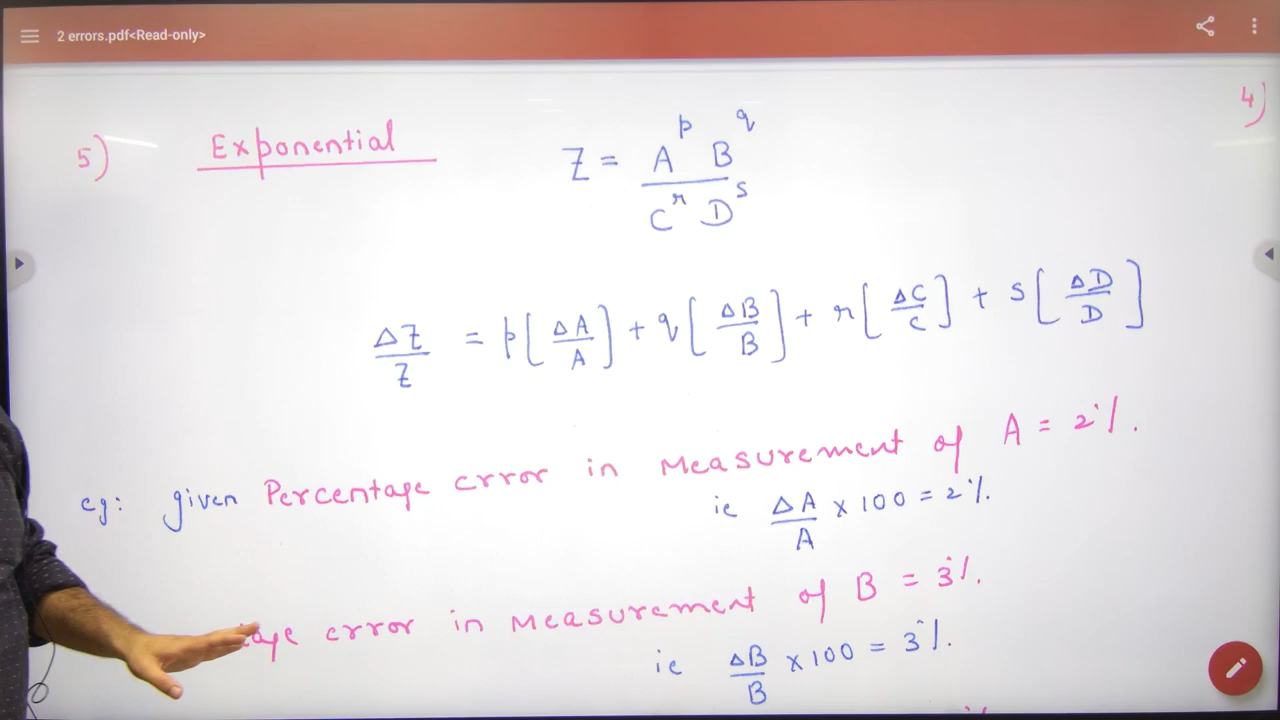 2 errors.pdf<Read-only>
4)
5) Exponential Z = A^p B^q / C^r D^s
ΔZ/Z = p[ΔA/A] + q[ΔB/B] + r[ΔC/C] + s[ΔD/D]
eg: given Percentage error in Measurement of A = 2%.
ie ΔA/A × 100 = 2%.
error in Measurement of B = 3%.
ie ΔB/B × 100 = 3%.